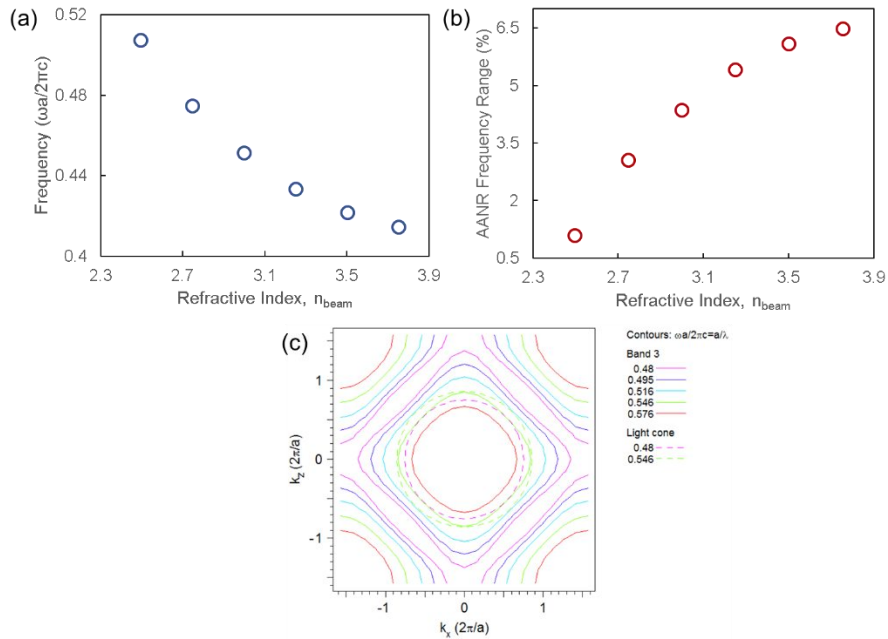 (a)
0.52
0.48
0.44
0.4
2.3 2.7 3.1 3.5 3.9
Frequency (ωa/2πc)
Refractive Index, nbeam
(b)
6.5
5
3.5
2
0.5
2.3 2.7 3.1 3.5 3.9
AANR Frequency Range (%)
Refractive Index, nbeam
(c)
1
0
-1
kz (2π/a)
-1 0 1
kx (2π/a)
Contours: ωa/2πc=a/λ
Band 3
0.48
0.495
0.516
0.546
0.576
Light cone
0.48
0.546